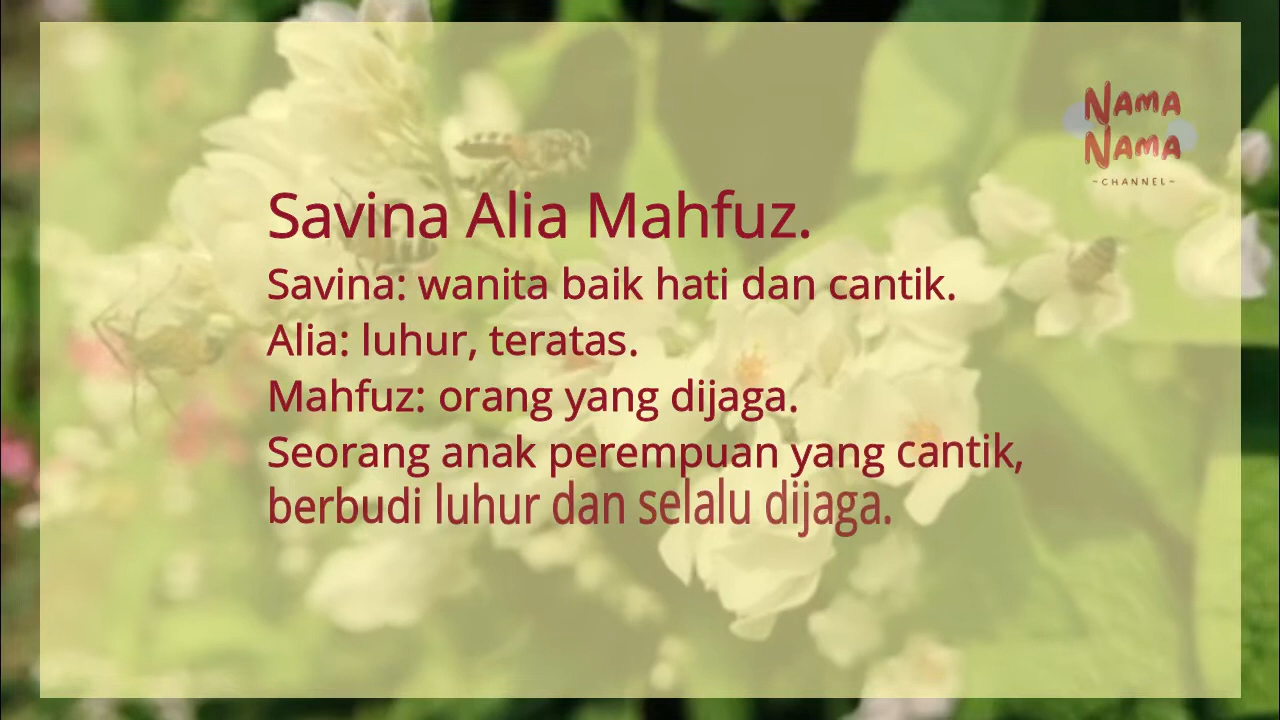 NAMA
NAMA
~CHANNEL~
Savina Alia Mahfuz.
Savina: wanita baik hati dan cantik.
Alia: luhur, teratas.
Mahfuz: orang yang dijaga.
Seorang anak perempuan yang cantik,
berbudi luhur dan selalu dijaga.